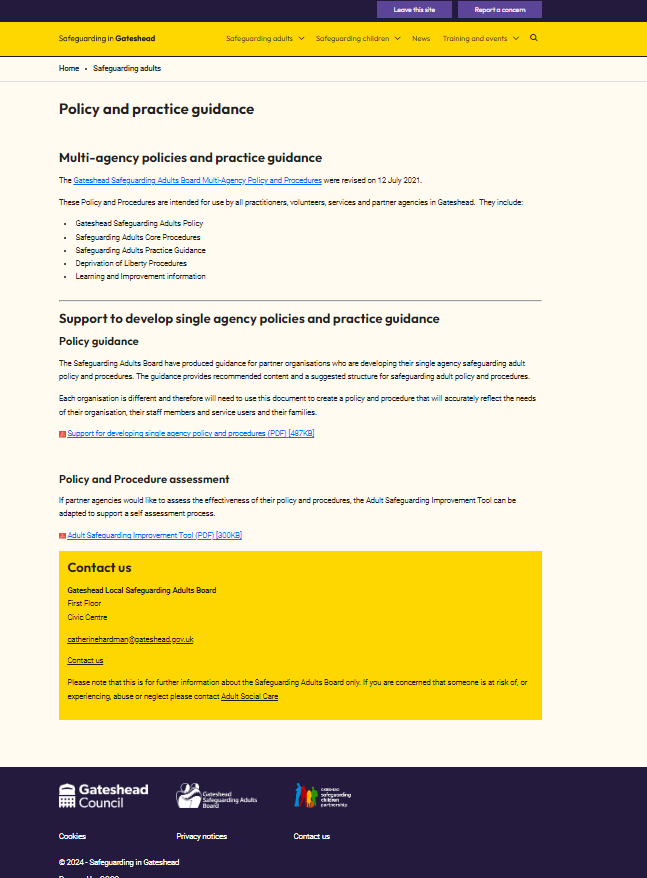 Leave this site
Report a concern
Safeguarding in Gateshead
Safeguarding adults
Safeguarding children
News
Training and events
Home • Safeguarding adults
Policy and practice guidance
Multi-agency policies and practice guidance
The Gateshead Safeguarding Adults Board Multi-Agency Policy and Procedures were revised on 12 July 2021.
These Policy and Procedures are intended for use by all practitioners, volunteers, services and partner agencies in Gateshead. They include:
• Gateshead Safeguarding Adults Policy
• Safeguarding Adults Core Procedures
• Safeguarding Adults Practice Guidance
• Deprivation of Liberty Procedures
• Learning and Improvement information
Support to develop single agency policies and practice guidance
Policy guidance
The Safeguarding Adults Board have produced guidance for partner organisations who are developing their single agency safeguarding adult
policy and procedures. The guidance provides recommended content and a suggested structure for safeguarding adult policy and procedures.
Each organisation is different and therefore will need to use this document to create a policy and procedure that will accurately reflect the needs
of their organisation, their staff members and service users and their families.
Support for developing single agency policy and procedures (PDF) [487KB]
Policy and Procedure assessment
If partner agencies would like to assess the effectiveness of their policy and procedures, the Adult Safeguarding Improvement Tool can be
adapted to support a self assessment process.
Adult Safeguarding Improvement Tool (PDF) [300KB]
Contact us
Gateshead Local Safeguarding Adults Board
First Floor
Civic Centre
catherinehardman@gateshead.gov.uk
Contact us
Please note that this is for further information about the Safeguarding Adults Board only. If you are concerned that someone is at risk of, or
experiencing, abuse or neglect please contact Adult Social Care
Gateshead
Council
Gateshead
Safeguarding Adults
Board
gateshead
safeguarding
children
partnership
Cookies
Privacy notices
Contact us
© 2024 - Safeguarding in Gateshead